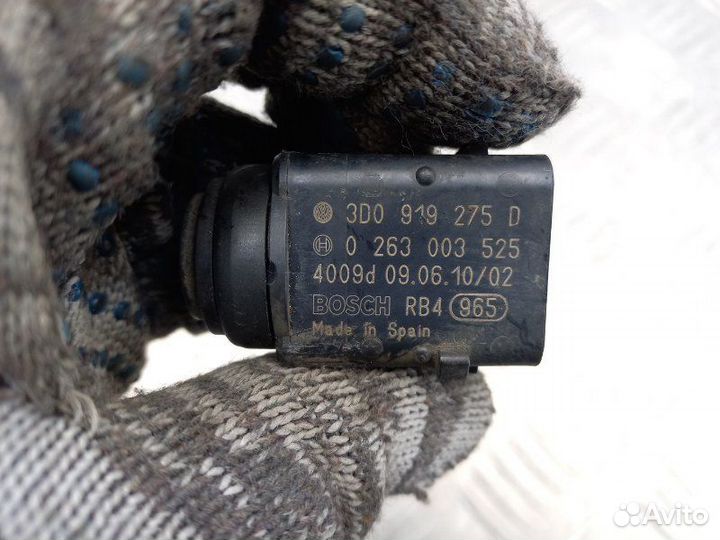 3D0 919 275 D
0 263 003 525
4009d 09.06.10/02
BOSCH RB4 965
Made in Spain
Avito